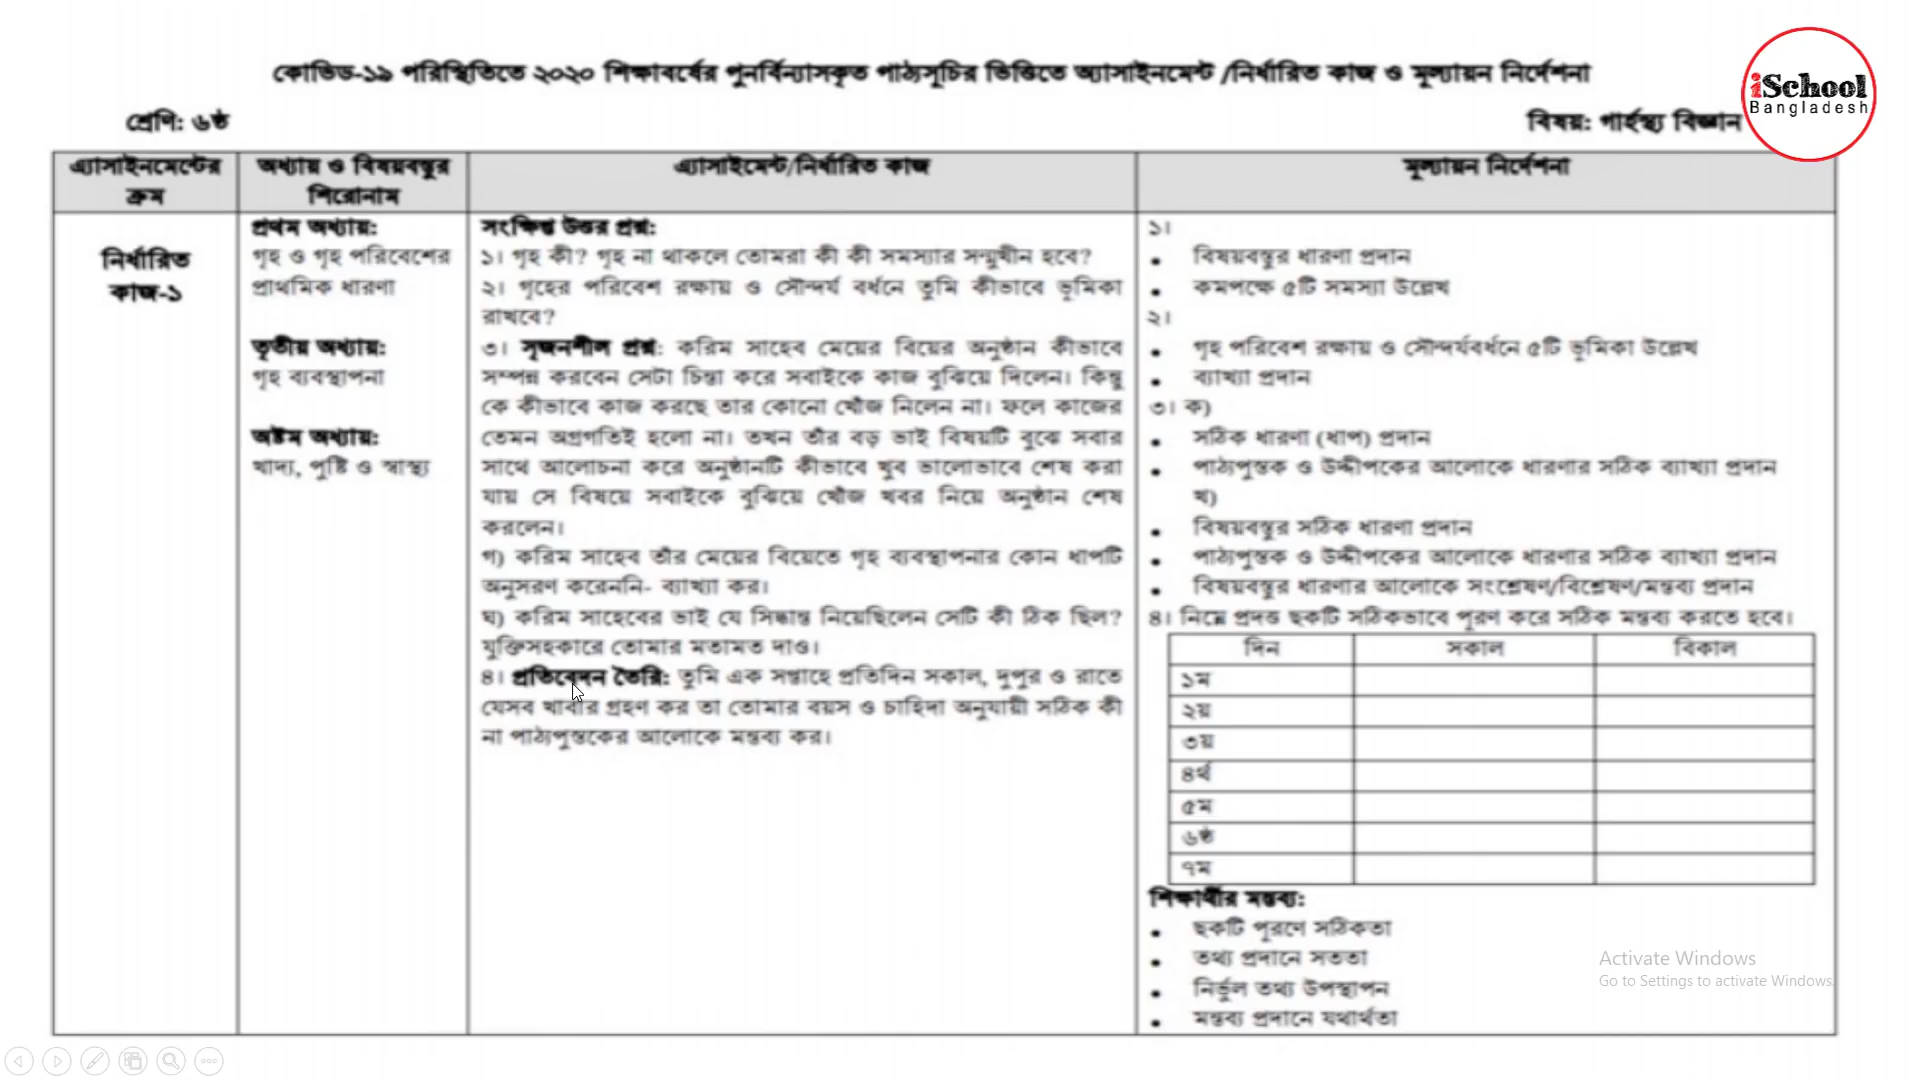 কোভিড-১৯ পরিস্থিতিতে ২০২০ শিক্ষাবর্ষের পুনর্বিন্যাসকৃত পাঠ্যসূচির ভিত্তিতে অ্যাসাইনমেন্ট /নির্ধারিত কাজ ও মূল্যায়ন নির্দেশনা
iSchool
Bangladesh
শ্রেণি: ৬ষ্ঠ
বিষয়: গার্হস্থ্য বিজ্ঞান
এ্যাসাইনমেন্টের
ক্রম
অধ্যায় ও বিষয়বস্তুর
শিরোনাম
এ্যাসাইমেন্ট/নির্ধারিত কাজ
মূল্যায়ন নির্দেশনা
নির্ধারিত
কাজ-১
প্রথম অধ্যায়:
গৃহ ও গৃহ পরিবেশের
প্রাথমিক ধারণা
তৃতীয় অধ্যায়:
গৃহ ব্যবস্থাপনা
অষ্টম অধ্যায়:
খাদ্য, পুষ্টি ও স্বাস্থ্য
সংক্ষিপ্ত উত্তর প্রশ্ন:
১। গৃহ কী? গৃহ না থাকলে তোমরা কী কী সমস্যার সম্মুখীন হবে?
২। গৃহের পরিবেশ রক্ষায় ও সৌন্দর্য বর্ধনে তুমি কীভাবে ভূমিকা
রাখবে?
৩। সৃজনশীল প্রশ্ন: করিম সাহেব মেয়ের বিয়ের অনুষ্ঠান কীভাবে
সম্পন্ন করবেন সেটা চিন্তা করে সবাইকে কাজ বুঝিয়ে দিলেন। কিন্তু
কে কীভাবে কাজ করছে তার কোনো খোঁজ নিলেন না। ফলে কাজের
তেমন অগ্রগতিই হলো না। তখন তাঁর বড় ভাই বিষয়টি বুঝে সবার
সাথে আলোচনা করে অনুষ্ঠানটি কীভাবে খুব ভালোভাবে শেষ করা
যায় সে বিষয়ে সবাইকে বুঝিয়ে খোঁজ খবর নিয়ে অনুষ্ঠান শেষ
করলেন।
গ) করিম সাহেব তাঁর মেয়ের বিয়েতে গৃহ ব্যবস্থাপনার কোন ধাপটি
অনুসরণ করেননি- ব্যাখ্যা কর।
ঘ) করিম সাহেবের ভাই যে সিদ্ধান্ত নিয়েছিলেন সেটি কী ঠিক ছিল?
যুক্তিসহকারে তোমার মতামত দাও।
৪। প্রতিবেদন তৈরি: তুমি এক সপ্তাহে প্রতিদিন সকাল, দুপুর ও রাতে
যেসব খাবার গ্রহণ কর তা তোমার বয়স ও চাহিদা অনুযায়ী সঠিক কী
না পাঠ্যপুস্তকের আলোকে মন্তব্য কর।
১।
• বিষয়বস্তুর ধারণা প্রদান
• কমপক্ষে ৫টি সমস্যা উল্লেখ
২।
• গৃহ পরিবেশ রক্ষায় ও সৌন্দর্যবর্ধনে ৫টি ভূমিকা উল্লেখ
• ব্যাখ্যা প্রদান
৩। ক)
• সঠিক ধারণা (ধাপ) প্রদান
• পাঠ্যপুস্তক ও উদ্দীপকের আলোকে ধারণার সঠিক ব্যাখ্যা প্রদান
খ)
• বিষয়বস্তুর সঠিক ধারণা প্রদান
• পাঠ্যপুস্তক ও উদ্দীপকের আলোকে ধারণার সঠিক ব্যাখ্যা প্রদান
• বিষয়বস্তুর ধারণার আলোকে সংশ্লেষণ/বিশ্লেষণ/মন্তব্য প্রদান
৪। নিম্নে প্রদত্ত ছকটি সঠিকভাবে পূরণ করে সঠিক মন্তব্য করতে হবে।
দিন সকাল বিকাল
১ম
২য়
৩য়
৪র্থ
৫ম
৬ষ্ঠ
৭ম
শিক্ষার্থীর মন্তব্য:
• ছকটি পূরণে সঠিকতা
• তথ্য প্রদানে সততা
• নির্ভুল তথ্য উপস্থাপন
• মন্তব্য প্রদানে যথার্থতা
Activate Windows
Go to Settings to activate Windows.